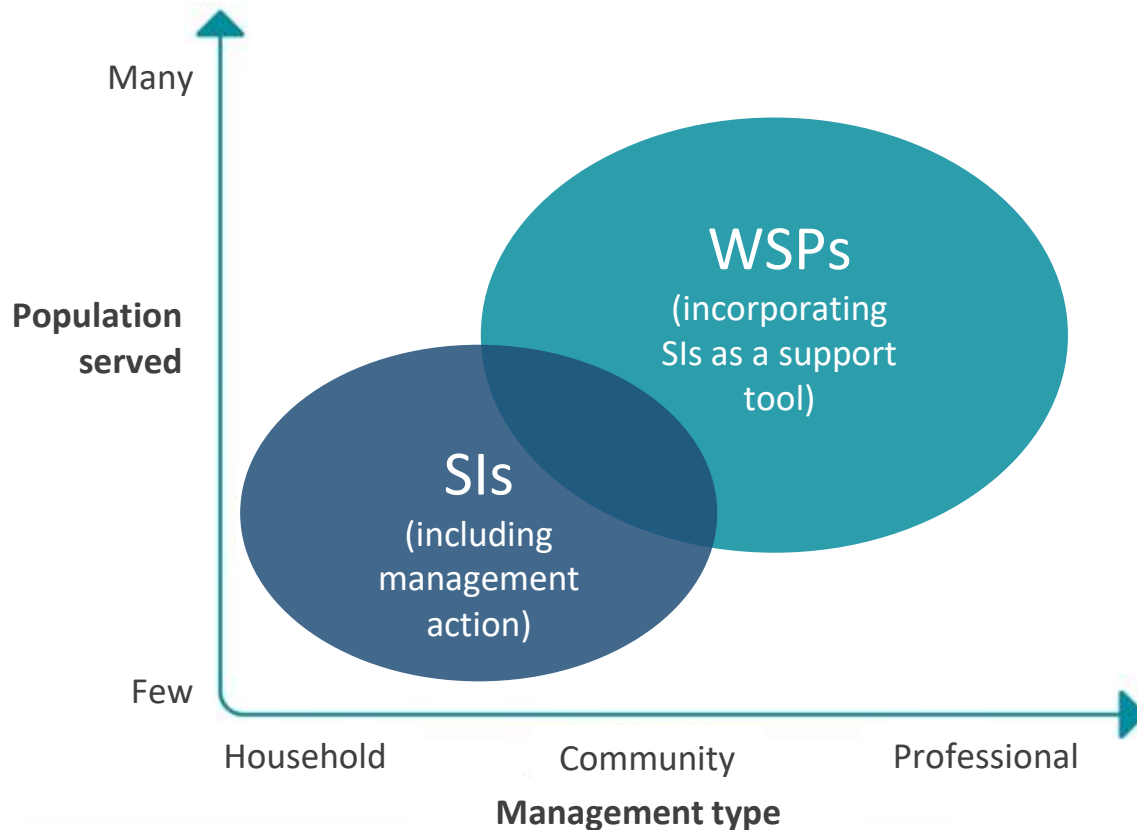 Many
Population
served
Few
WSPs
(incorporating
SIs as a support
tool)
SIs
(including
management
action)
Household
Community
Professional
Management type